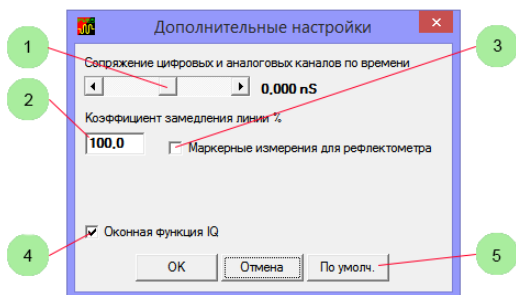 Дополнительные настройки
1
3
Сопряжение цифровых и аналоговых каналов по времени
0,000 nS
2
Коэффициент замедления линии %
100,0
Маркерные измерения для рефлектометра
Оконная функция IQ
4
5
OK Отмена По умолч.